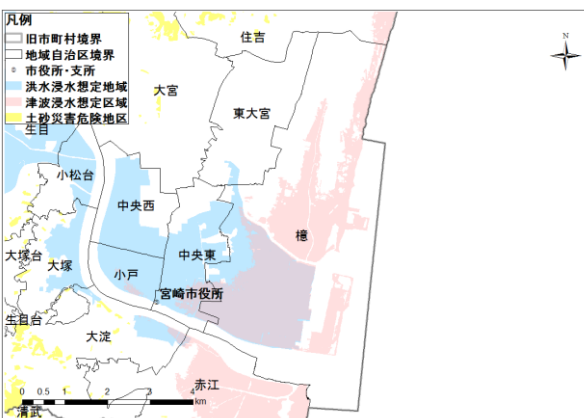 凡例
旧市町村境界
地域自治区境界
市役所・支所
洪水浸水想定地域
津波浸水想定区域
土砂災害危険地区
住吉
N
大宮
東大宮
生目
小松台
中央西
檍
大塚台
大塚
小戸
中央東
宮崎市役所
生目台
大淀
赤江
清武
0 0.5 1 2 3 4
km